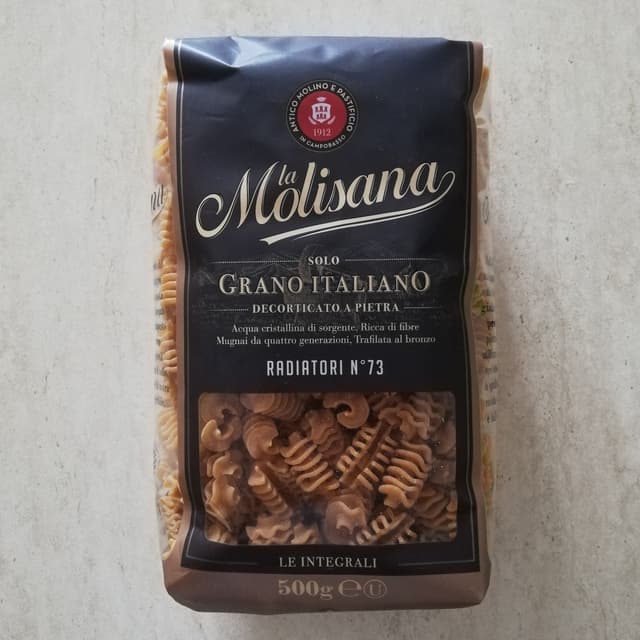 ANTICO MOLINO E PASTIFICIO
1912
IN CAMPOBASSO
la
Molisana
SOLO
GRANO ITALIANO
DECORTICATO A PIETRA
Acqua cristallina di sorgente. Ricca di fibre
Mugnai da quattro generazioni, Trafilata al bronzo
RADIATORI N°73
LE INTEGRALI
500g ℮ U